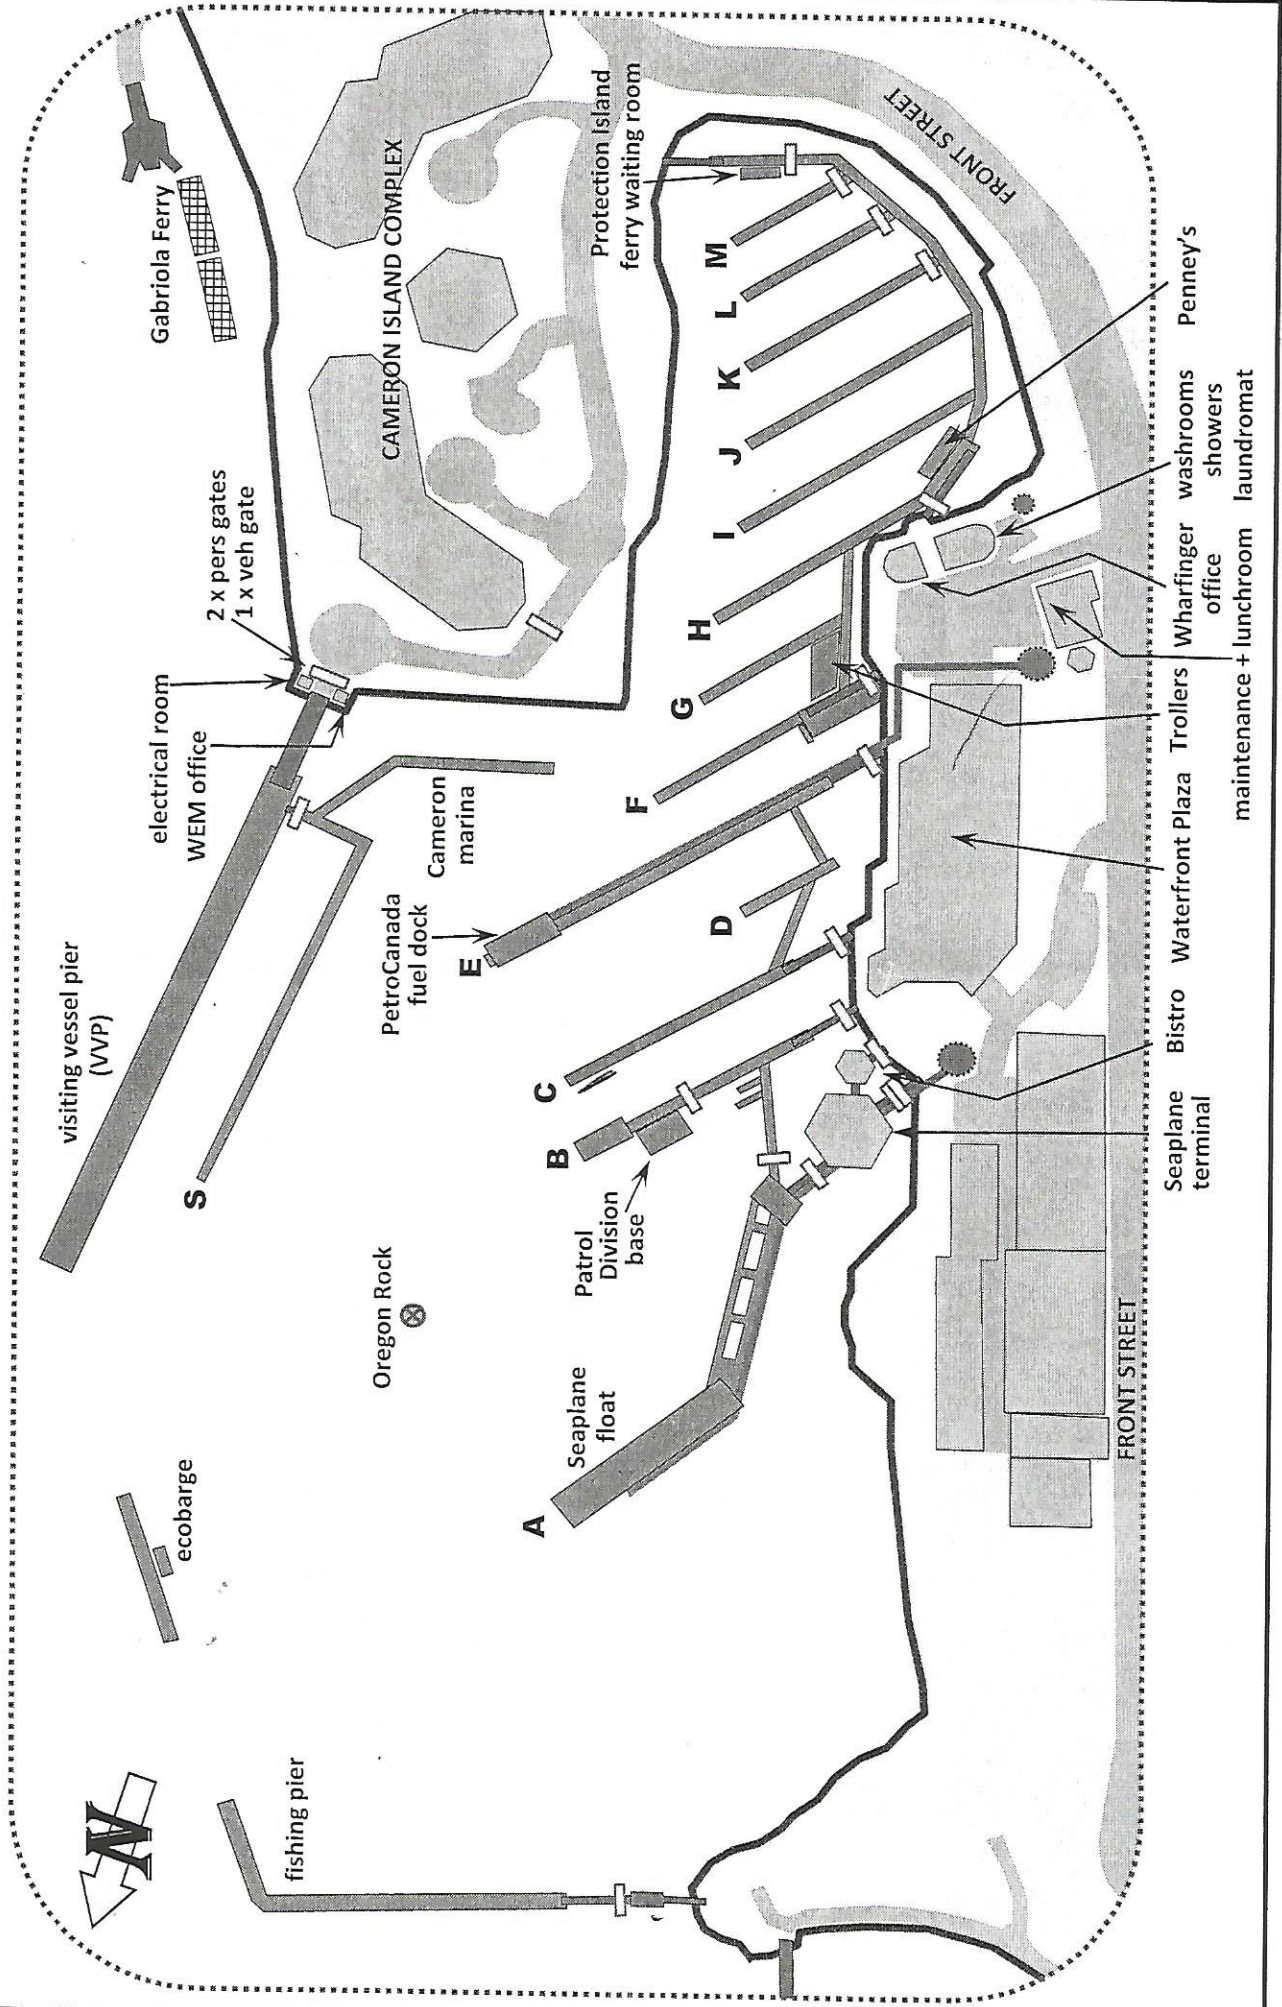 Gabriola Ferry
CAMERON ISLAND COMPLEX
2 x pers gates
1 x veh gate
electrical room
WEM office
visiting vessel pier
(VVP)
S
Cameron
marina
PetroCanada
fuel dock
Oregon Rock
ecobarge
fishing pier
N
Protection Island
ferry waiting room
FRONT STREET
M
L
K
J
I
H
G
F
E
D
C
B
A
Patrol
Division
base
Seaplane
float
Penney's
washrooms
showers
laundromat
Wharfinger
office
maintenance + lunchroom
Trollers
Waterfront Plaza
Bistro
Seaplane
terminal
FRONT STREET